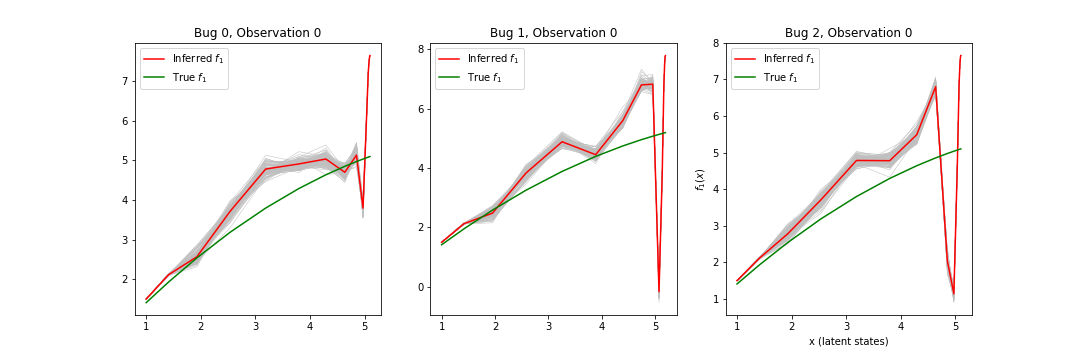 Bug 0, Observation 0
Inferred f₁
True f₁
7
6
5
4
3
2
1 2 3 4 5
Bug 1, Observation 0
Inferred f₁
True f₁
8
6
4
2
0
1 2 3 4 5
Bug 2, Observation 0
Inferred f₁
True f₁
f₁(x)
8
7
6
5
4
3
2
1
1 2 3 4 5
x (latent states)